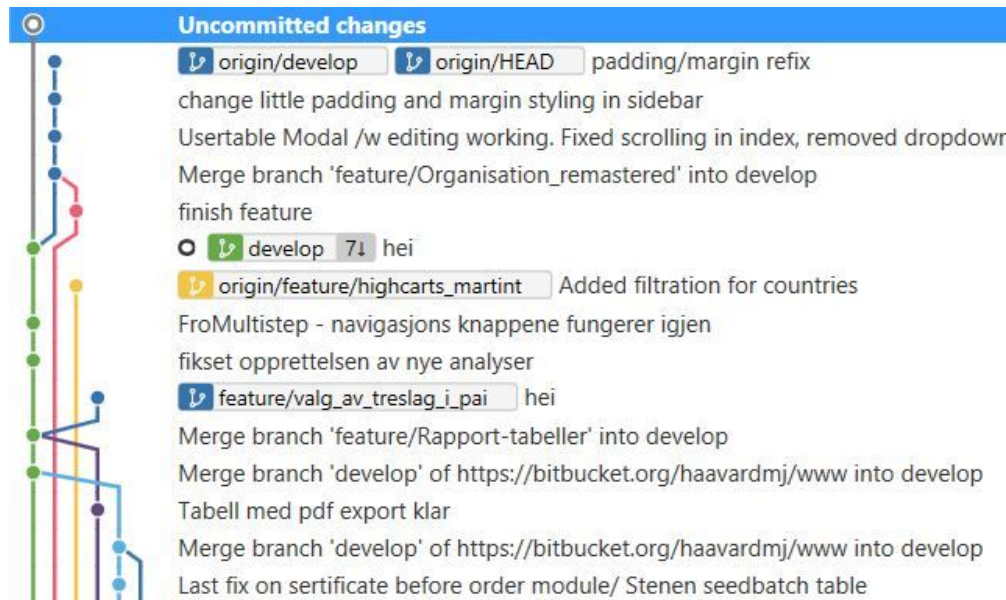 Uncommitted changes
origin/develop origin/HEAD padding/margin refix
change little padding and margin styling in sidebar
Usertable Modal /w editing working. Fixed scrolling in index, removed dropdown
Merge branch 'feature/Organisation_remastered' into develop
finish feature
develop 7↓ hei
origin/feature/highcarts_martint Added filtration for countries
FroMultistep - navigasjons knappene fungerer igjen
fikset opprettelsen av nye analyser
feature/valg_av_treslag_i_pai hei
Merge branch 'feature/Rapport-tabeller' into develop
Merge branch 'develop' of https://bitbucket.org/haavardmj/www into develop
Tabell med pdf export klar
Merge branch 'develop' of https://bitbucket.org/haavardmj/www into develop
Last fix on sertificate before order module/ Stenen seedbatch table